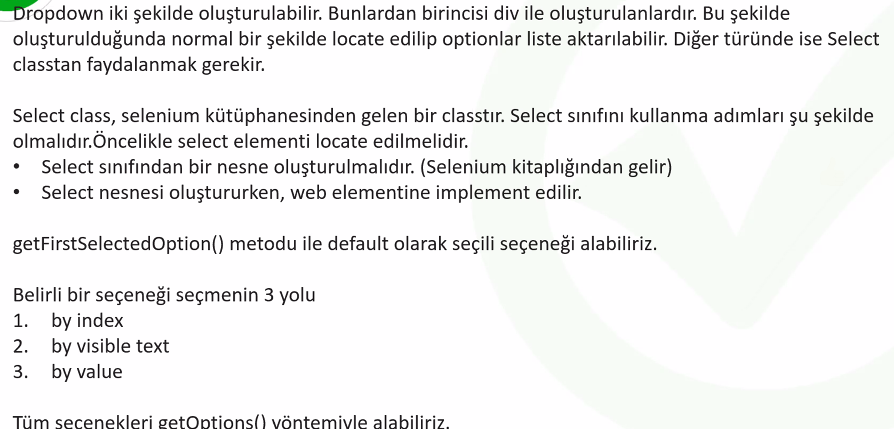 Dropdown iki şekilde oluşturulabilir. Bunlardan birincisi div ile oluşturulanlardır. Bu şekilde
oluşturulduğunda normal bir şekilde locate edilip optionlar liste aktarılabilir. Diğer türünde ise Select
classtan faydalanmak gerekir.
Select class, selenium kütüphanesinden gelen bir classtır. Select sınıfını kullanma adımları şu şekilde
olmalıdır.Öncelikle select elementi locate edilmelidir.
• Select sınıfından bir nesne oluşturulmalıdır. (Selenium kitaplığından gelir)
• Select nesnesi oluştururken, web elementine implement edilir.
getFirstSelectedOption() metodu ile default olarak seçili seçeneği alabiliriz.
Belirli bir seçeneği seçmenin 3 yolu
1. by index
2. by visible text
3. by value
Tüm seçenekleri getOptions() yöntemiyle alabiliriz.